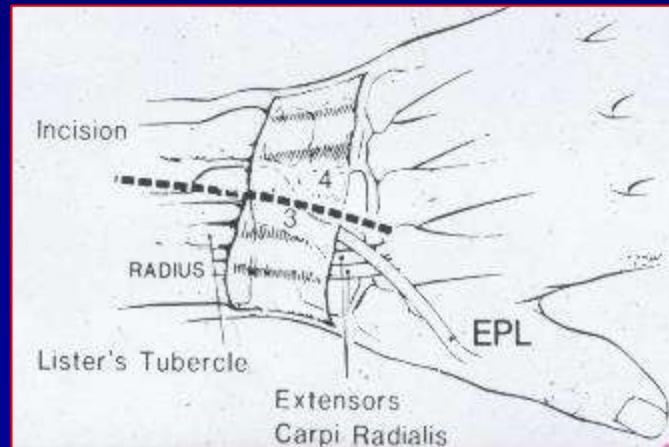 Incision
4
3
RADIUS
EPL
Lister's Tubercle
Extensors
Carpi Radialis